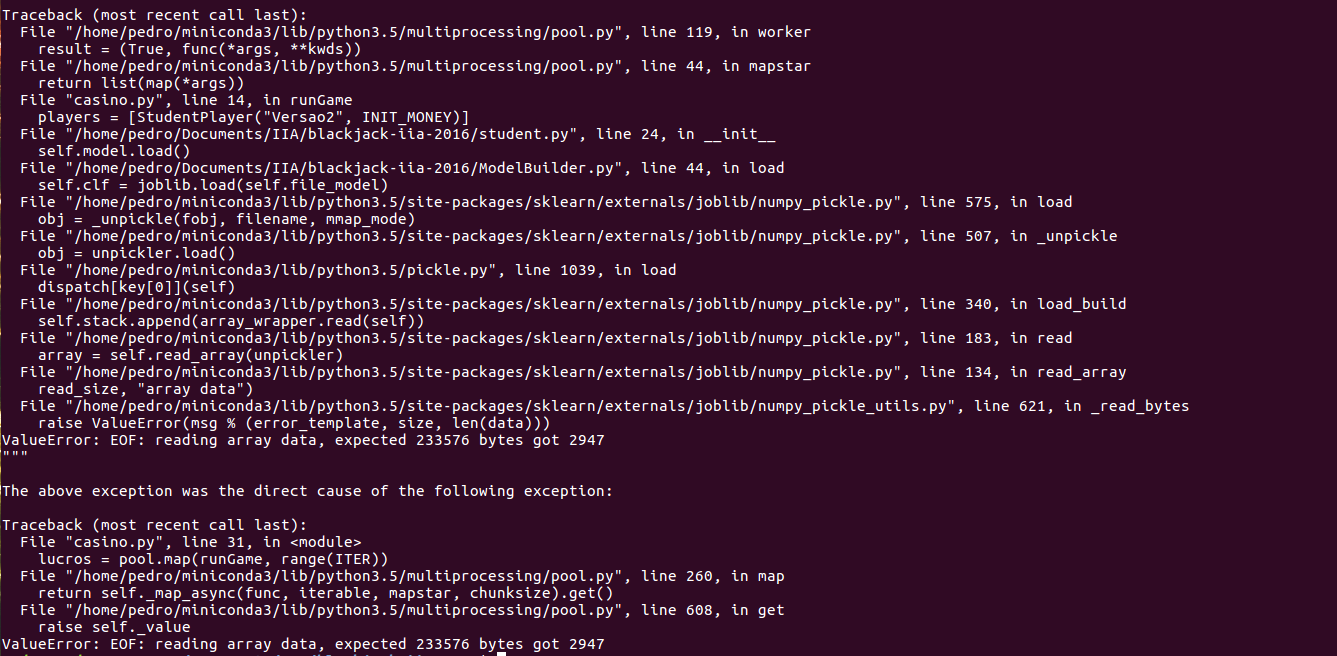 Traceback (most recent call last):
  File "/home/pedro/miniconda3/lib/python3.5/multiprocessing/pool.py", line 119, in worker
    result = (True, func(*args, **kwds))
  File "/home/pedro/miniconda3/lib/python3.5/multiprocessing/pool.py", line 44, in mapstar
    return list(map(*args))
  File "casino.py", line 14, in runGame
    players = [StudentPlayer("Versao2", INIT_MONEY)]
  File "/home/pedro/Documents/IIA/blackjack-iia-2016/student.py", line 24, in __init__
    self.model.load()
  File "/home/pedro/Documents/IIA/blackjack-iia-2016/ModelBuilder.py", line 44, in load
    self.clf = joblib.load(self.file_model)
  File "/home/pedro/miniconda3/lib/python3.5/site-packages/sklearn/externals/joblib/numpy_pickle.py", line 575, in load
    obj = _unpickle(fobj, filename, mmap_mode)
  File "/home/pedro/miniconda3/lib/python3.5/site-packages/sklearn/externals/joblib/numpy_pickle.py", line 507, in _unpickle
    obj = unpickler.load()
  File "/home/pedro/miniconda3/lib/python3.5/pickle.py", line 1039, in load
    dispatch[key[0]](self)
  File "/home/pedro/miniconda3/lib/python3.5/site-packages/sklearn/externals/joblib/numpy_pickle.py", line 340, in load_build
    self.stack.append(array_wrapper.read(self))
  File "/home/pedro/miniconda3/lib/python3.5/site-packages/sklearn/externals/joblib/numpy_pickle.py", line 183, in read
    array = self.read_array(unpickler)
  File "/home/pedro/miniconda3/lib/python3.5/site-packages/sklearn/externals/joblib/numpy_pickle.py", line 134, in read_array
    read_size, "array data")
  File "/home/pedro/miniconda3/lib/python3.5/site-packages/sklearn/externals/joblib/numpy_pickle_utils.py", line 621, in _read_bytes
    raise ValueError(msg % (error_template, size, len(data)))
ValueError: EOF: reading array data, expected 233576 bytes got 2947
"""
The above exception was the direct cause of the following exception:
Traceback (most recent call last):
  File "casino.py", line 31, in <module>
    lucros = pool.map(runGame, range(ITER))
  File "/home/pedro/miniconda3/lib/python3.5/multiprocessing/pool.py", line 260, in map
    return self._map_async(func, iterable, mapstar, chunksize).get()
  File "/home/pedro/miniconda3/lib/python3.5/multiprocessing/pool.py", line 608, in get
    raise self._value
ValueError: EOF: reading array data, expected 233576 bytes got 2947